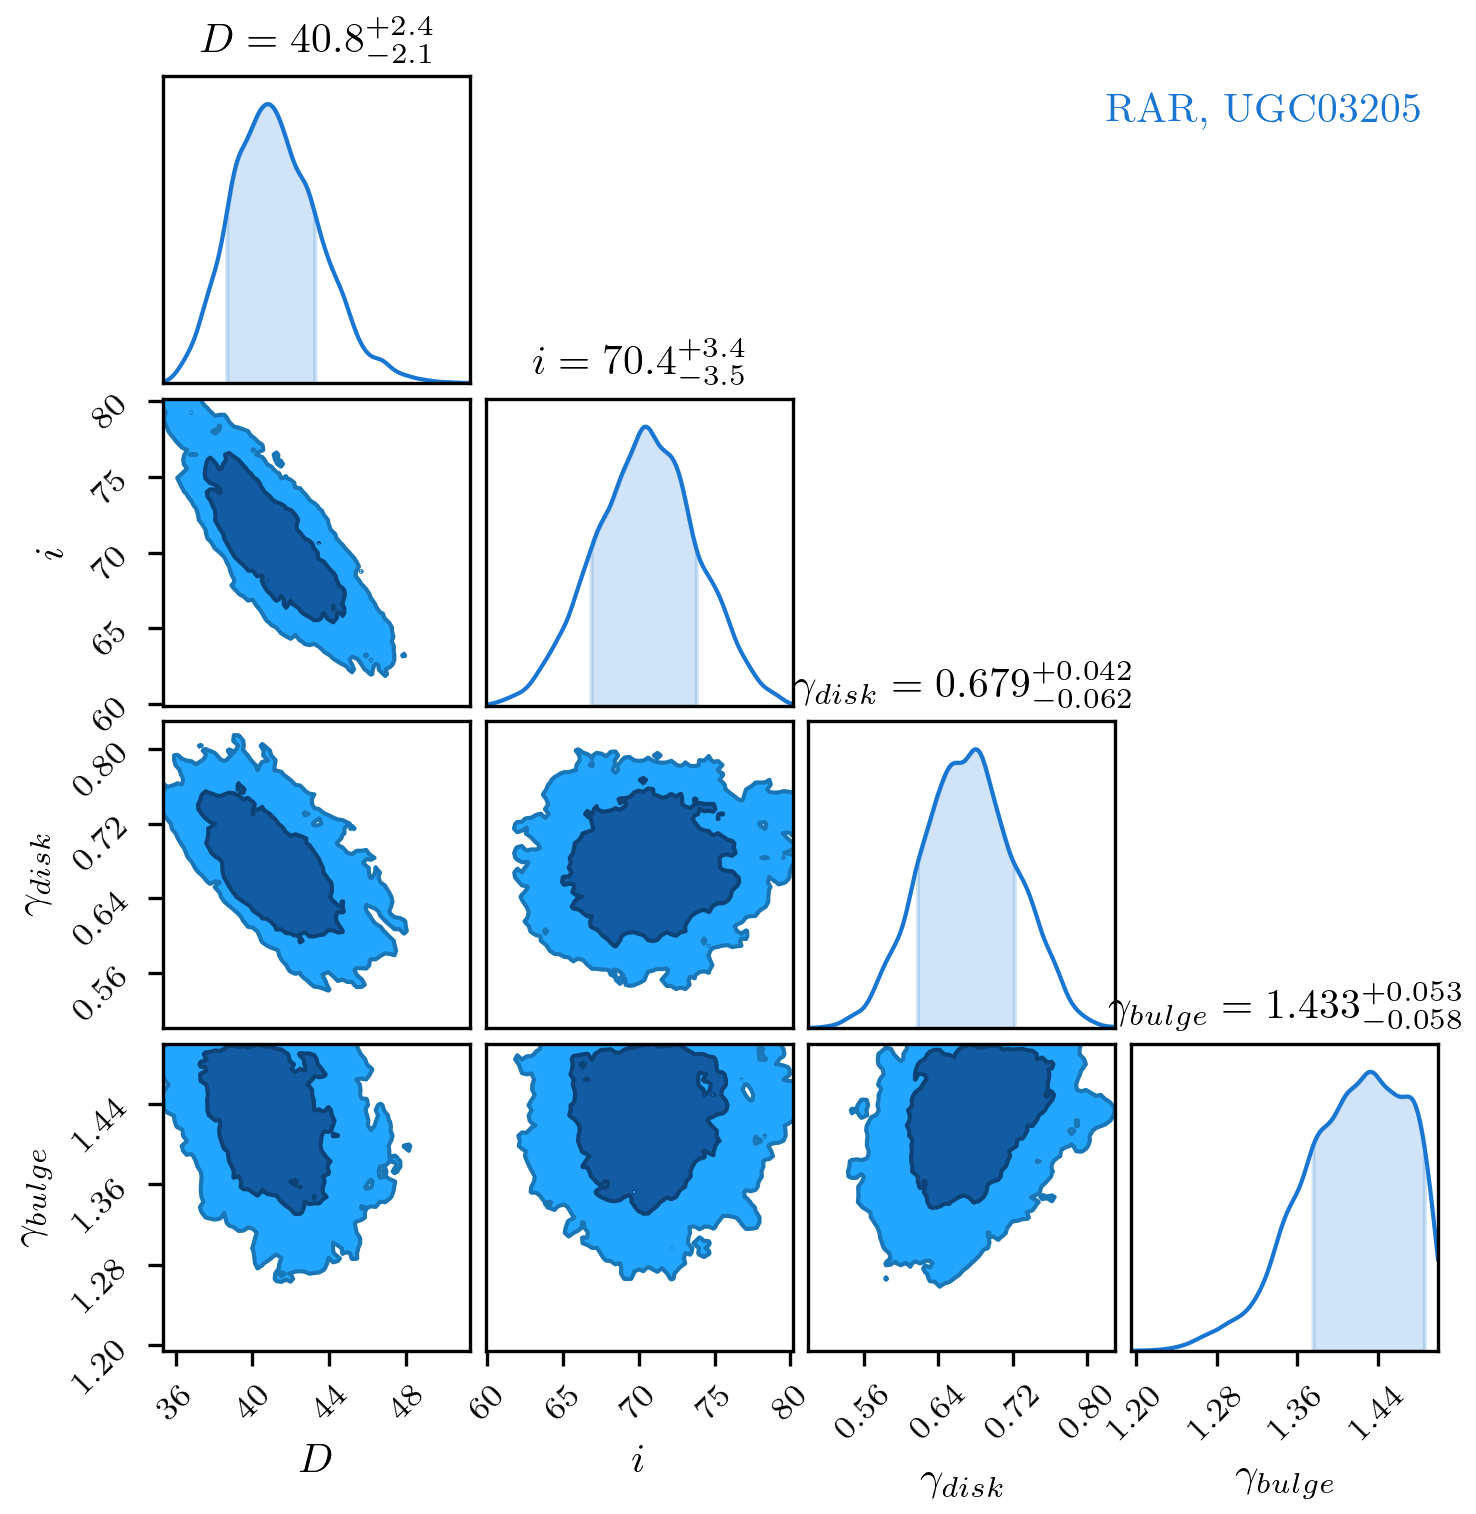 D = 40.8^{+2.4}_{-2.1}
RAR, UGC03205
i = 70.4^{+3.4}_{-3.5}
80
75
70
65
60
i
γ_{disk} = 0.679^{+0.042}_{-0.062}
0.80
0.72
0.64
0.56
γ_{disk}
γ_{bulge} = 1.433^{+0.053}_{-0.058}
1.44
1.36
1.28
1.20
γ_{bulge}
36 40 44 48 60 65 70 75 80 0.56 0.64 0.72 0.80 1.20 1.28 1.36 1.44
D i γ_{disk} γ_{bulge}